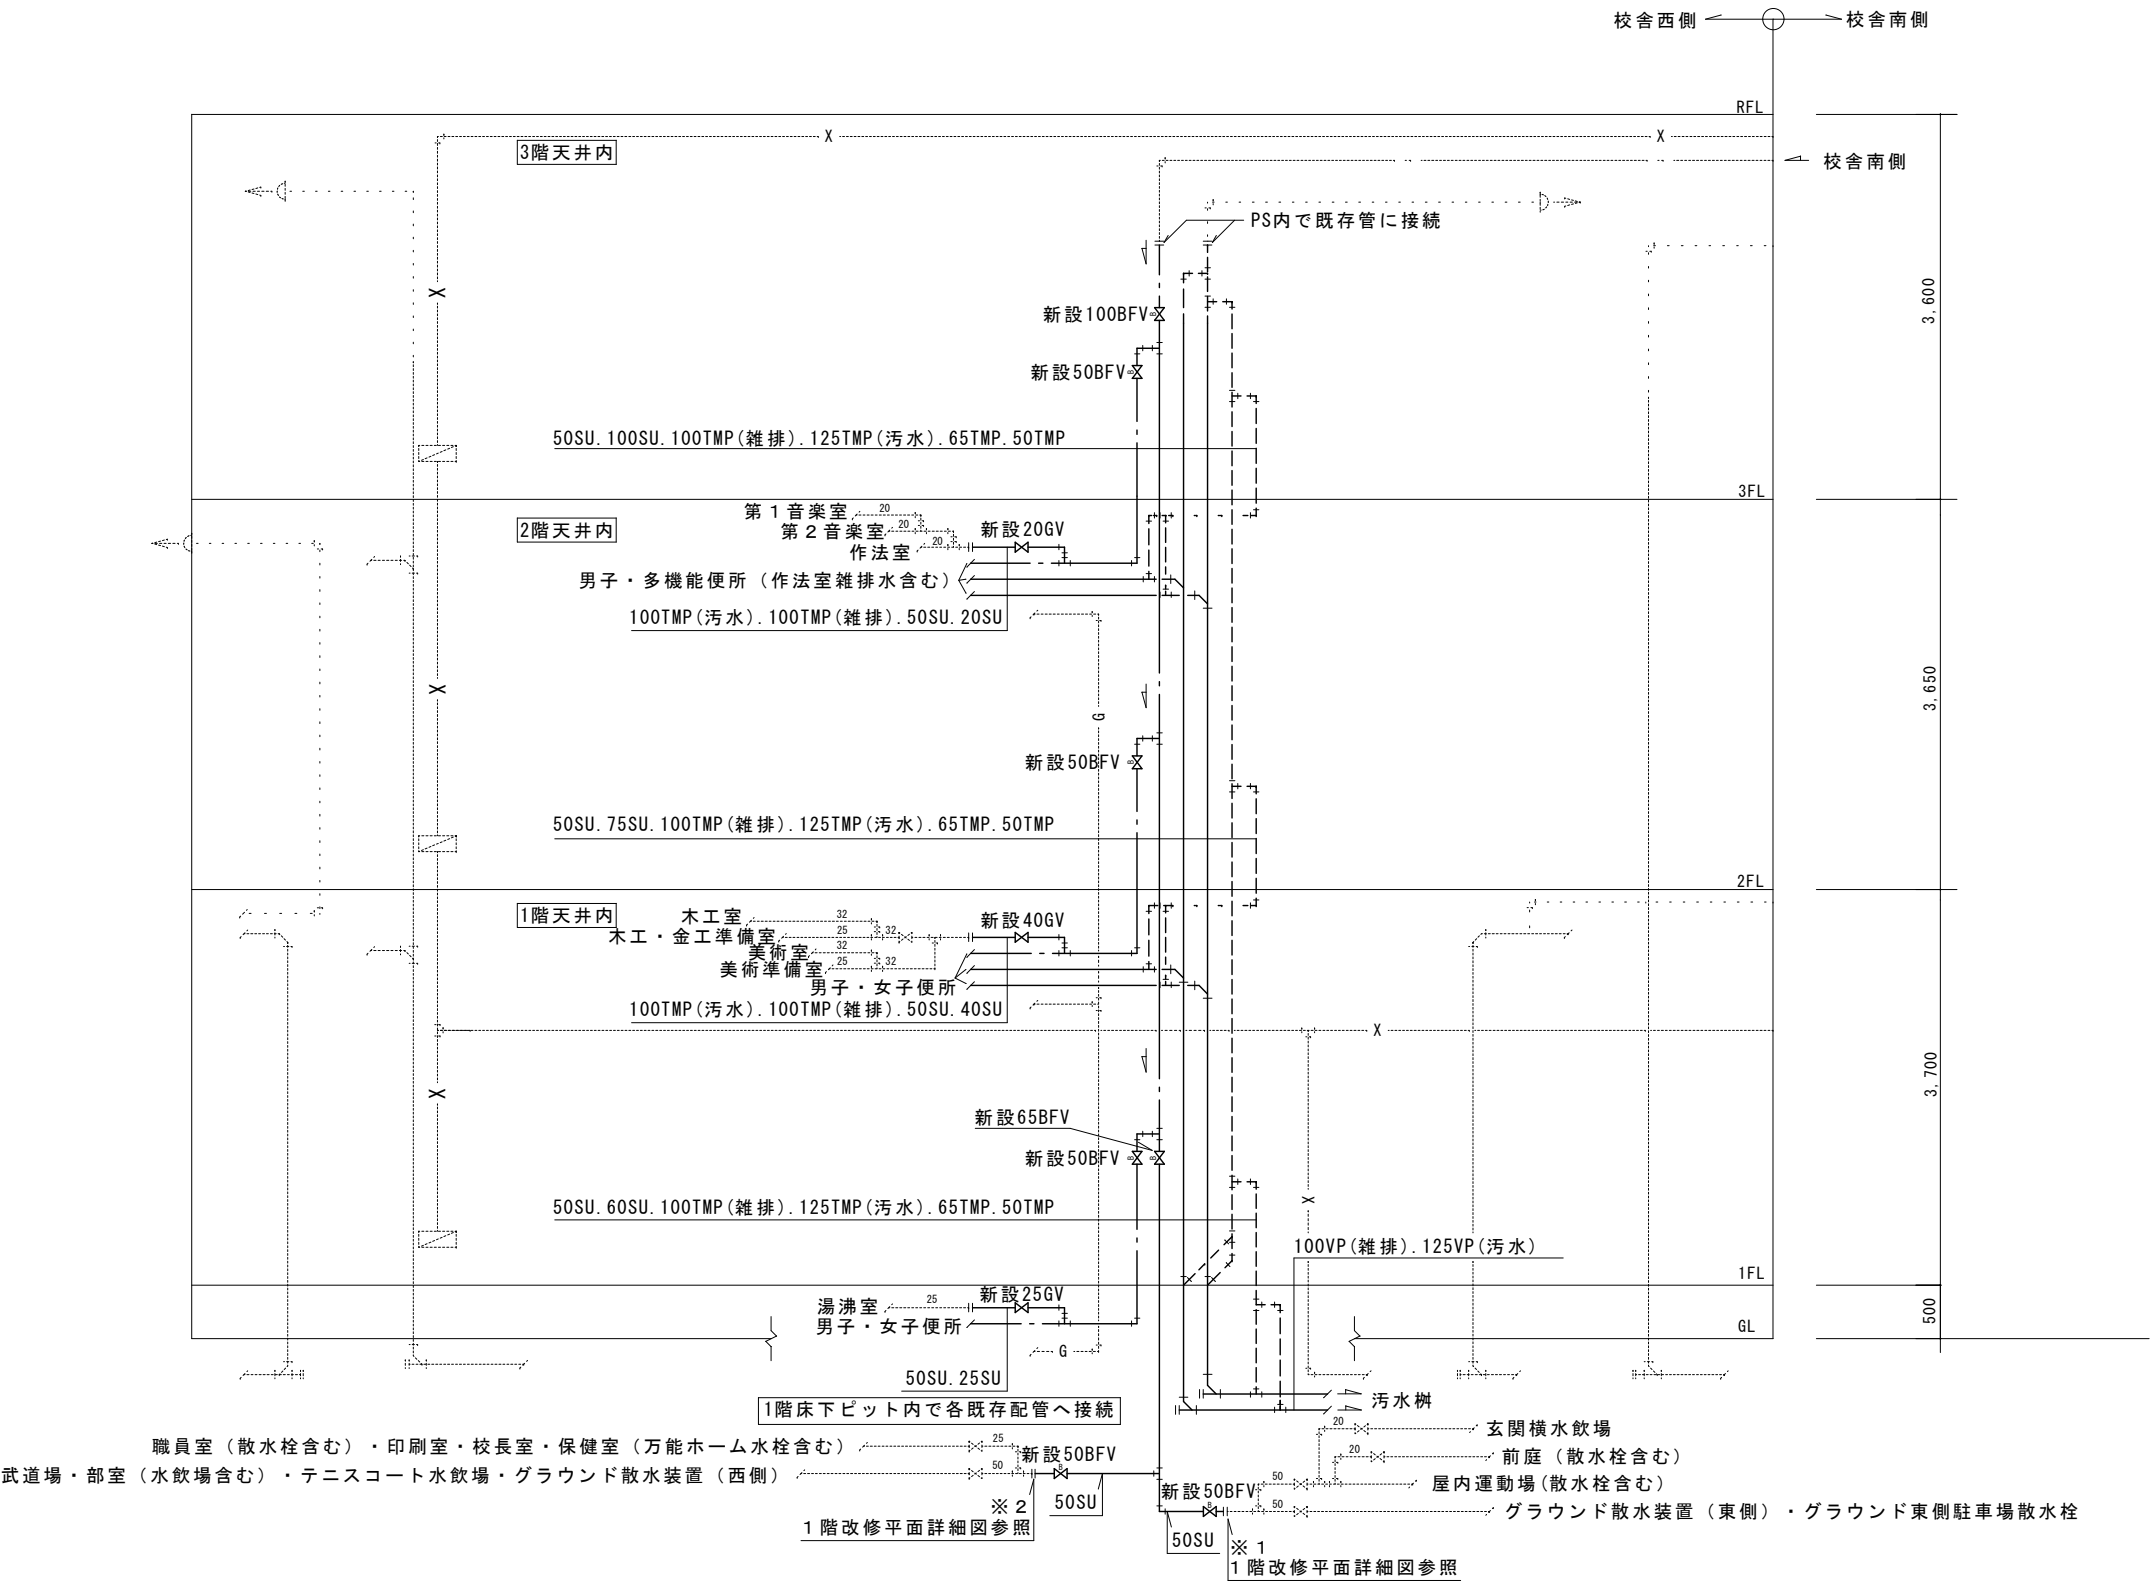 校舎西側
校舎南側
RFL
X
X
3階天井内
校舎南側
PS内で既存管に接続
X
3,600
新設100BFV
新設50BFV
50SU.100SU.100TMP(雑排).125TMP(汚水).65TMP.50TMP
3FL
第1音楽室
20
2階天井内
第2音楽室
20
新設20GV
作法室
20
男子・多機能便所(作法室雑排水含む)
100TMP(汚水).100TMP(雑排).50SU.20SU
X
G
3,650
新設50BFV
50SU.75SU.100TMP(雑排).125TMP(汚水).65TMP.50TMP
2FL
1階天井内
木工室
32
新設40GV
木工・金工準備室
25
32
美術室
32
美術準備室
25
32
男子・女子便所
100TMP(汚水).100TMP(雑排).50SU.40SU
X
X
3,700
新設65BFV
新設50BFV
50SU.60SU.100TMP(雑排).125TMP(汚水).65TMP.50TMP
X
100VP(雑排).125VP(汚水)
1FL
湯沸室
25
新設25GV
500
男子・女子便所
GL
G
50SU.25SU
1階床下ピット内で各既存配管へ接続
汚水桝
20
玄関横水飲場
職員室(散水栓含む)・印刷室・校長室・保健室(万能ホーム水栓含む)
25
新設50BFV
20
前庭(散水栓含む)
武道場・部室(水飲場含む)・テニスコート水飲場・グラウンド散水装置(西側)
50
新設50BFV
50
屋内運動場(散水栓含む)
※2
50SU
50
グラウンド散水装置(東側)・グラウンド東側駐車場散水栓
1階改修平面詳細図参照
50SU
※1
1階改修平面詳細図参照